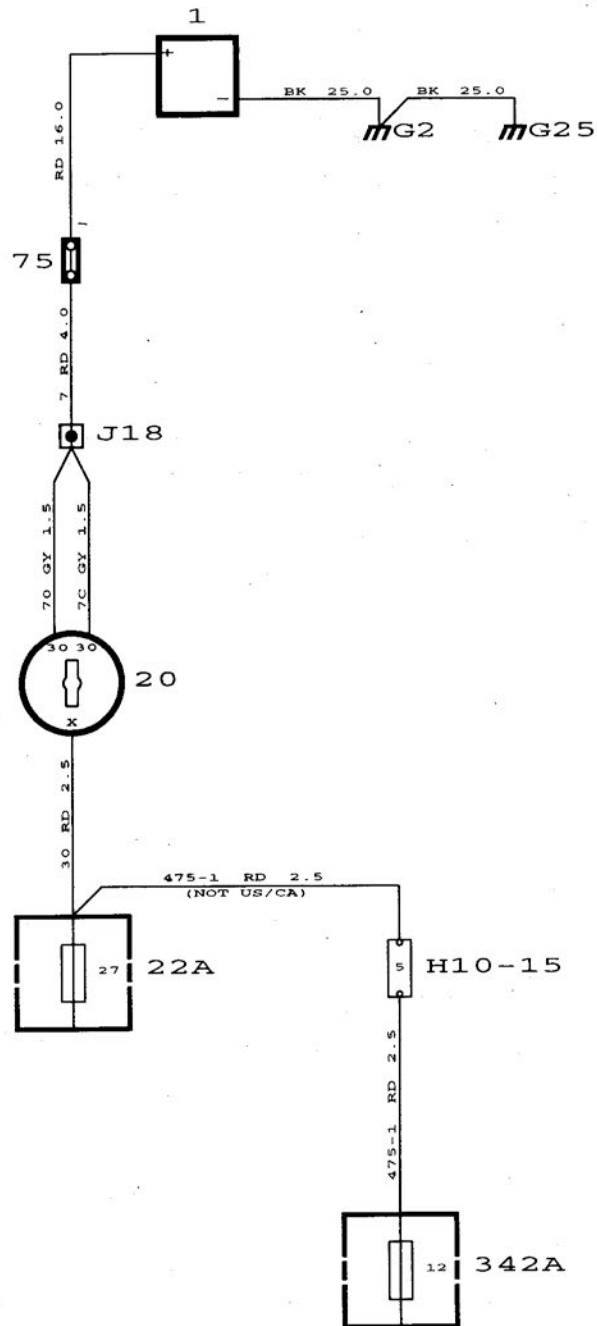 1
+
BK 25.0
BK 25.0
–
G2
G25
RD 16.0
75
7 RD 4.0
J18
70 GY 1.5
7C GY 1.5
30 30
20
X
30 RD 2.5
475-1 RD 2.5
(NOT US/CA)
27
22A
5
H10-15
475-1 RD 2.5
12
342A